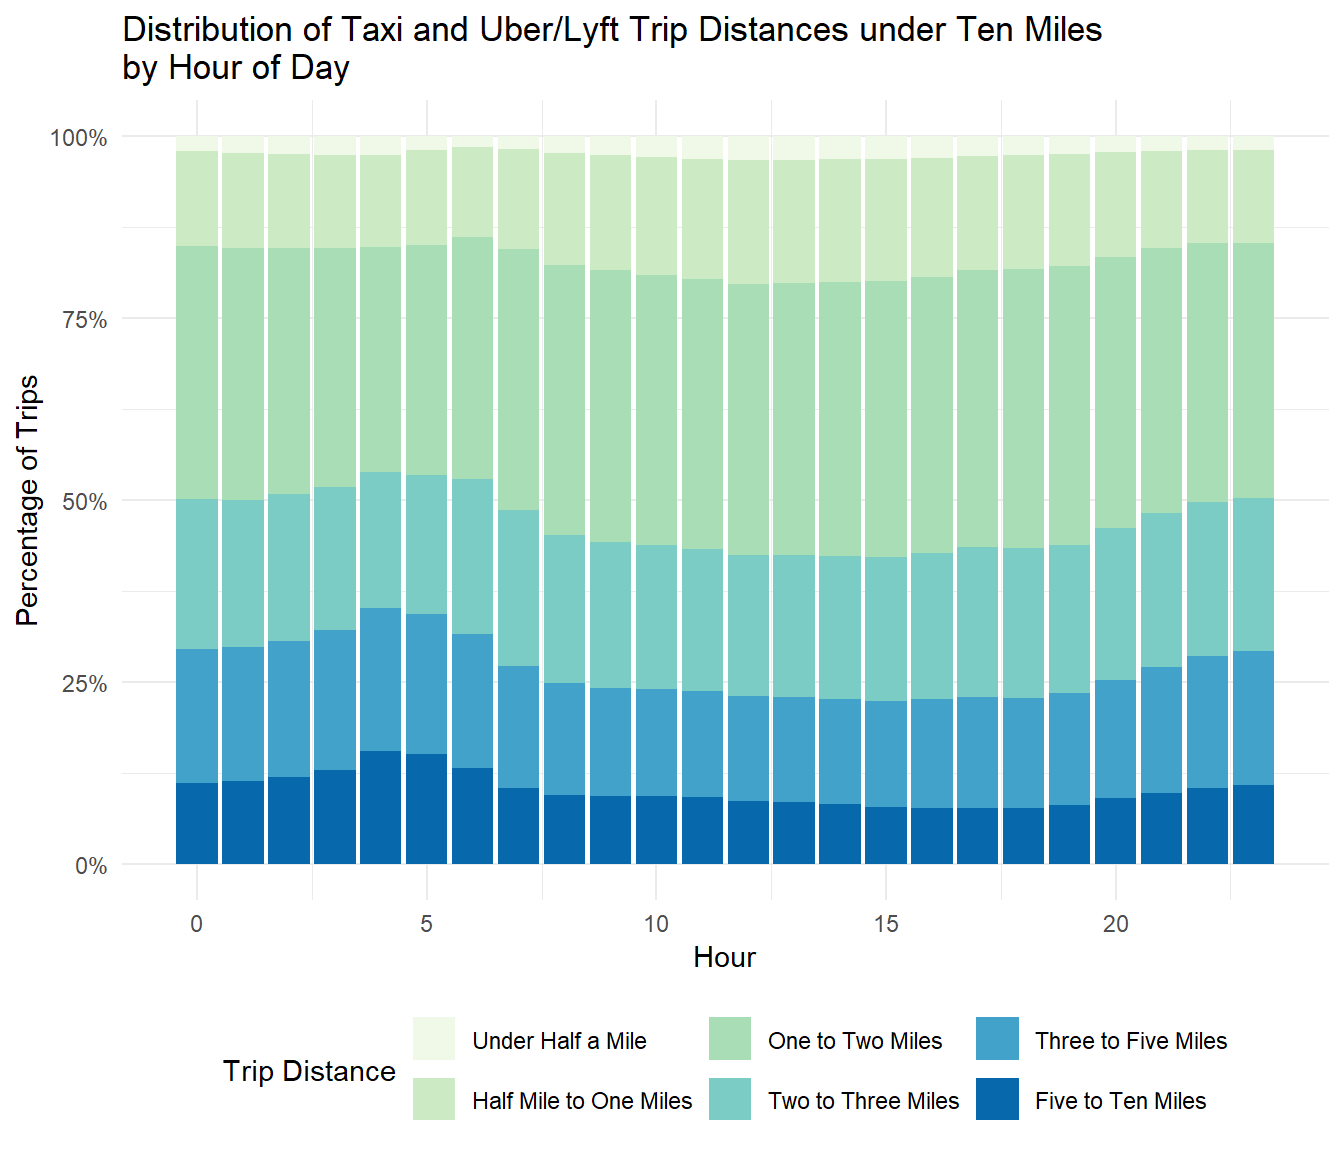 Distribution of Taxi and Uber/Lyft Trip Distances under Ten Miles
by Hour of Day
Percentage of Trips
100%
75%
50%
25%
0%
0 5 10 15 20
Hour
Trip Distance
Under Half a Mile
Half Mile to One Miles
One to Two Miles
Two to Three Miles
Three to Five Miles
Five to Ten Miles